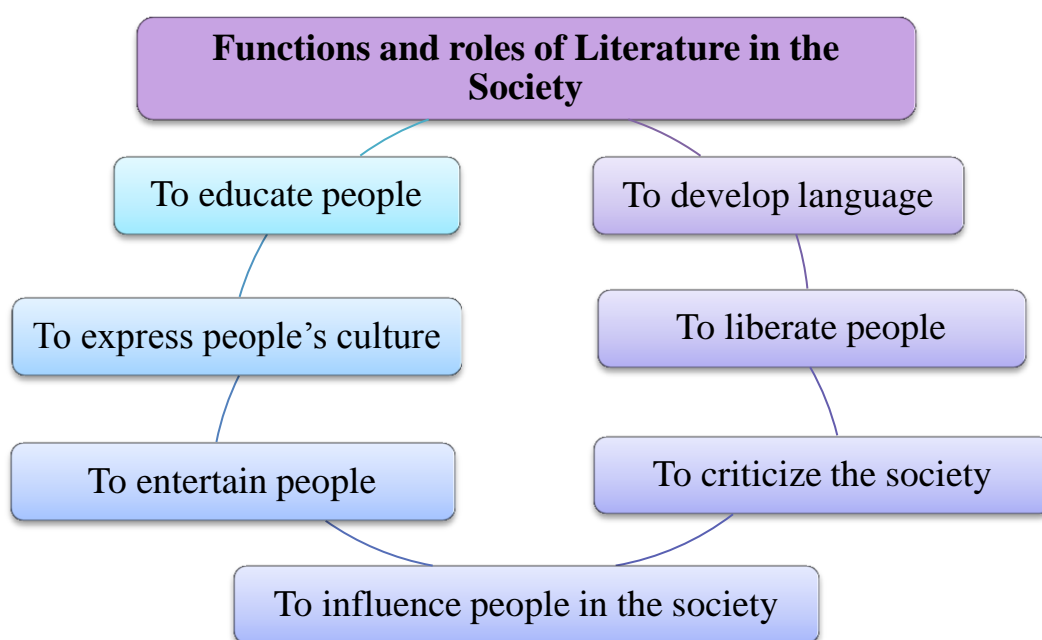 Functions and roles of Literature in the
Society
To educate people
To develop language
To express people’s culture
To liberate people
To entertain people
To criticize the society
To influence people in the society